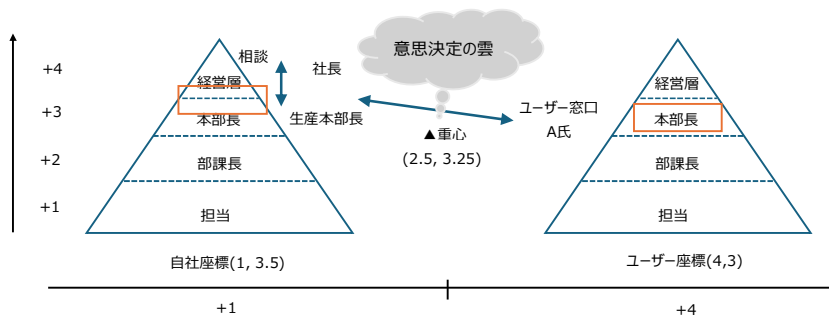 意思決定の雲
+4
相談
社長
経営層
+3
本部長
生産本部長
+2
部課長
+1
担当
自社座標(1, 3.5)
▲重心
(2.5, 3.25)
ユーザー窓口
A氏
経営層
本部長
部課長
担当
ユーザー座標(4,3)
+1
+4